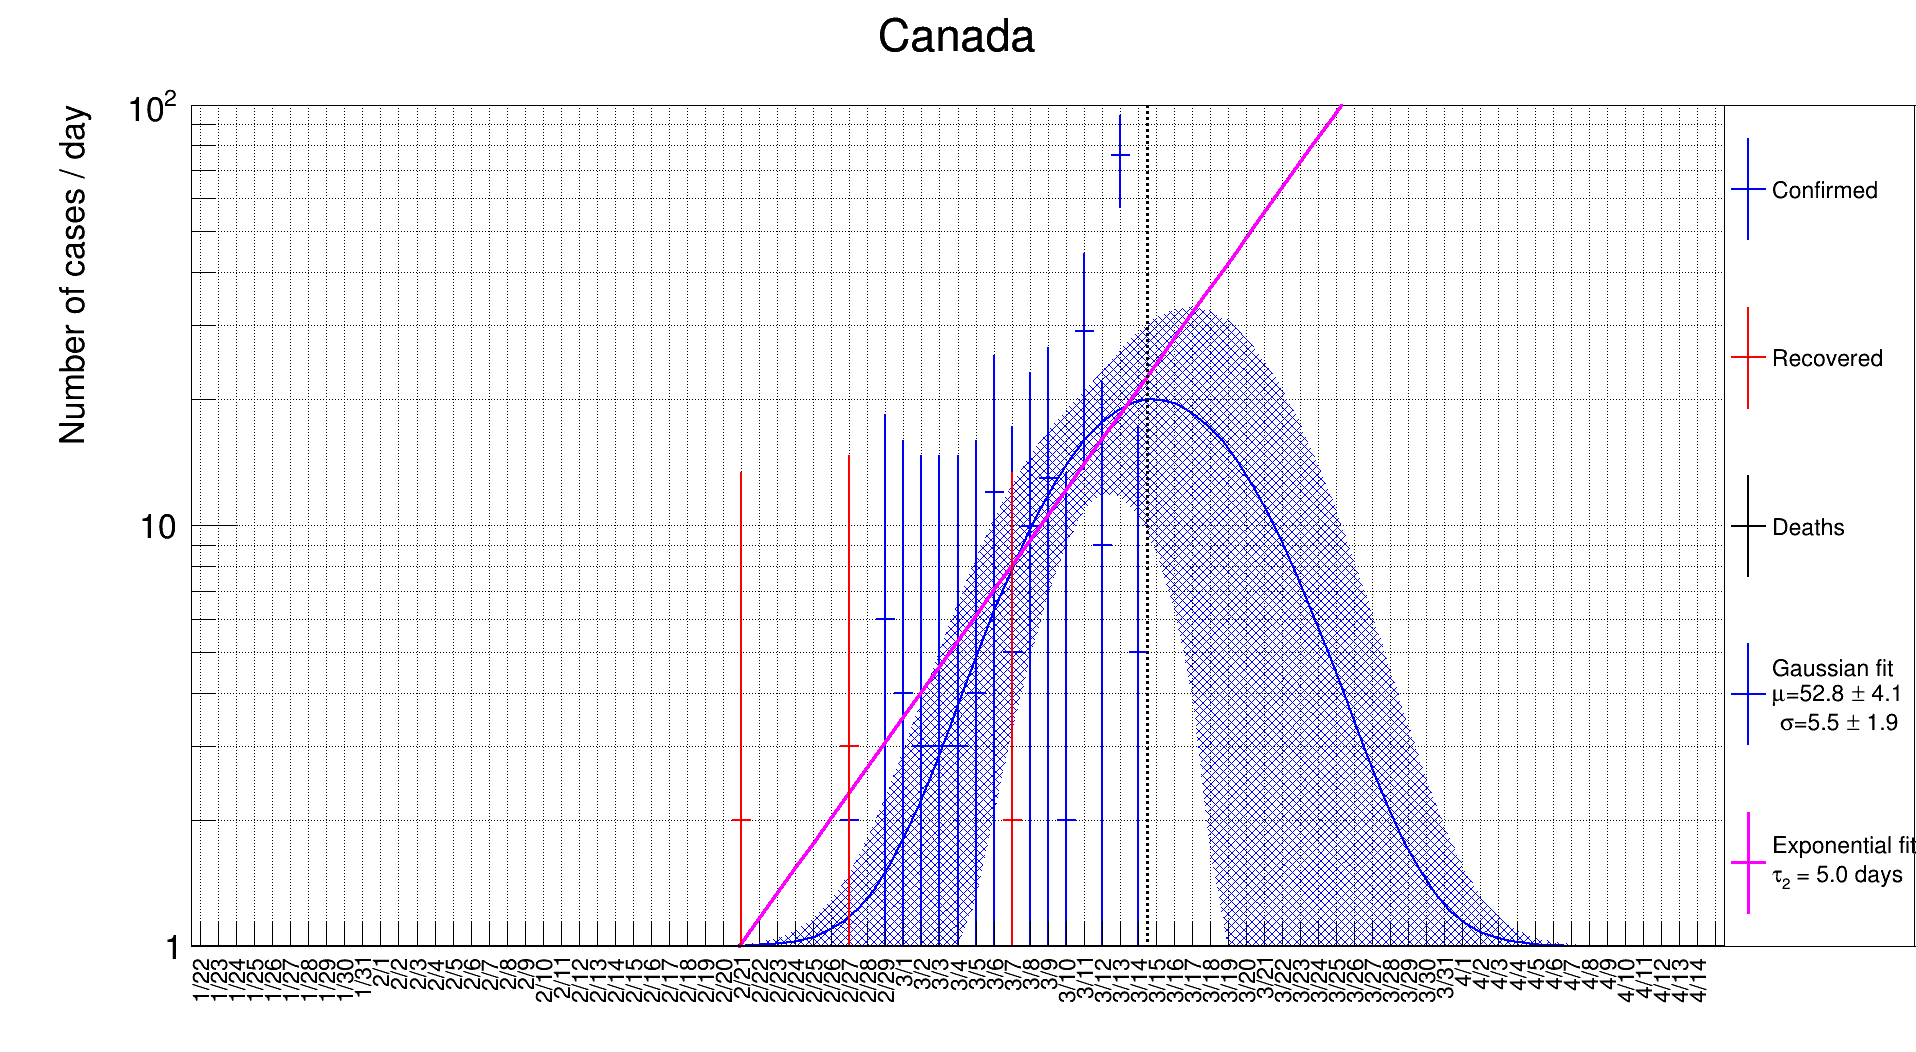 Canada
Number of cases / day
10²
10
1
1/22 1/23 1/24 1/25 1/26 1/27 1/28 1/29 1/30 1/31 2/1 2/2 2/3 2/4 2/5 2/6 2/7 2/8 2/9 2/10 2/11 2/12 2/13 2/14 2/15 2/16 2/17 2/18 2/19 2/20 2/21 2/22 2/23 2/24 2/25 2/26 2/27 2/28 2/29 3/1 3/2 3/3 3/4 3/5 3/6 3/7 3/8 3/9 3/10 3/11 3/12 3/13 3/14 3/15 3/16 3/17 3/18 3/19 3/20 3/21 3/22 3/23 3/24 3/25 3/26 3/27 3/28 3/29 3/30 3/31 4/1 4/2 4/3 4/4 4/5 4/6 4/7 4/8 4/9 4/10 4/11 4/12 4/13 4/14
Confirmed
Recovered
Deaths
Gaussian fit
μ=52.8 ± 4.1
σ=5.5 ± 1.9
Exponential fit
τ₂ = 5.0 days